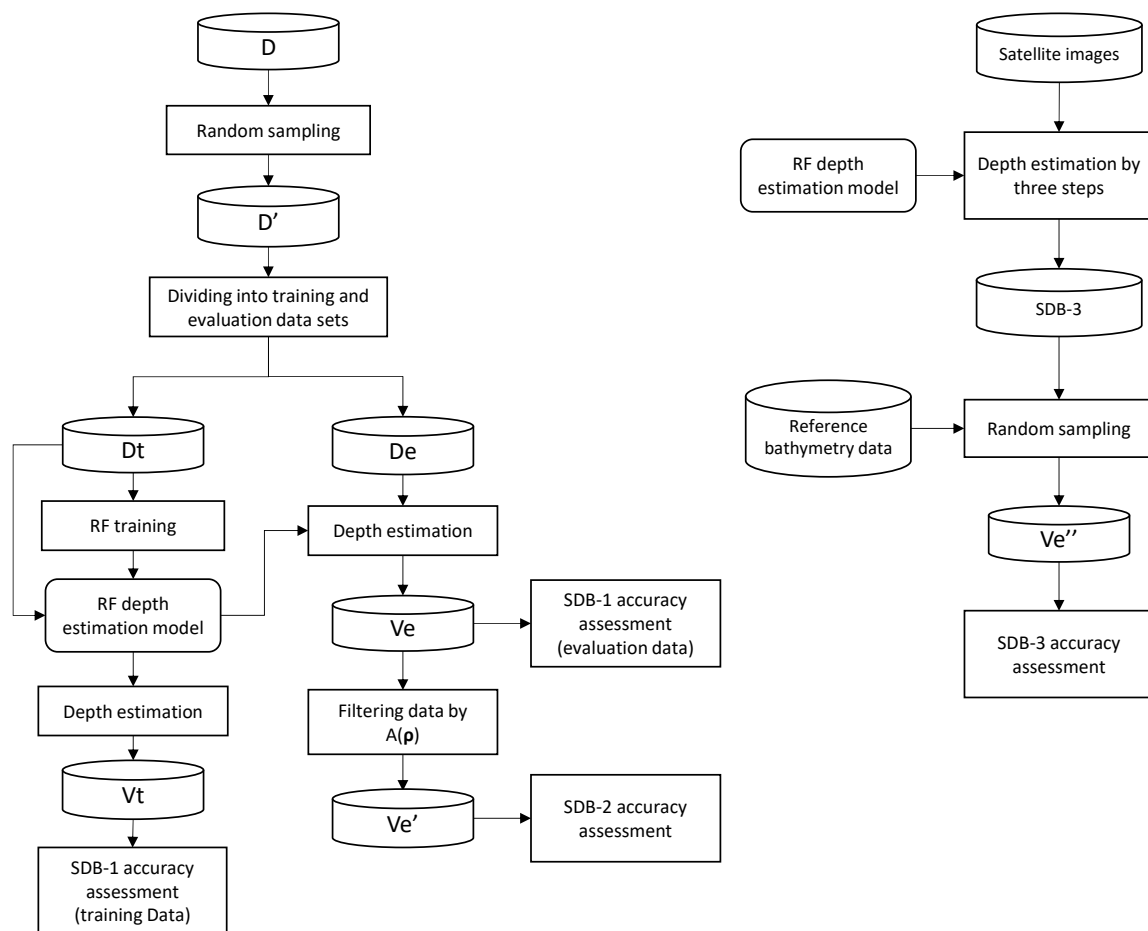 D
Random sampling
D’
Dividing into training and
evaluation data sets
Dt
De
RF training
Depth estimation
RF depth
estimation model
Ve
SDB-1 accuracy
assessment
(evaluation data)
Depth estimation
Filtering data by
A(ρ)
Vt
Ve’
SDB-2 accuracy
assessment
SDB-1 accuracy
assessment
(training Data)
Satellite images
RF depth
estimation model
Depth estimation by
three steps
SDB-3
Reference
bathymetry data
Random sampling
Ve’’
SDB-3 accuracy
assessment